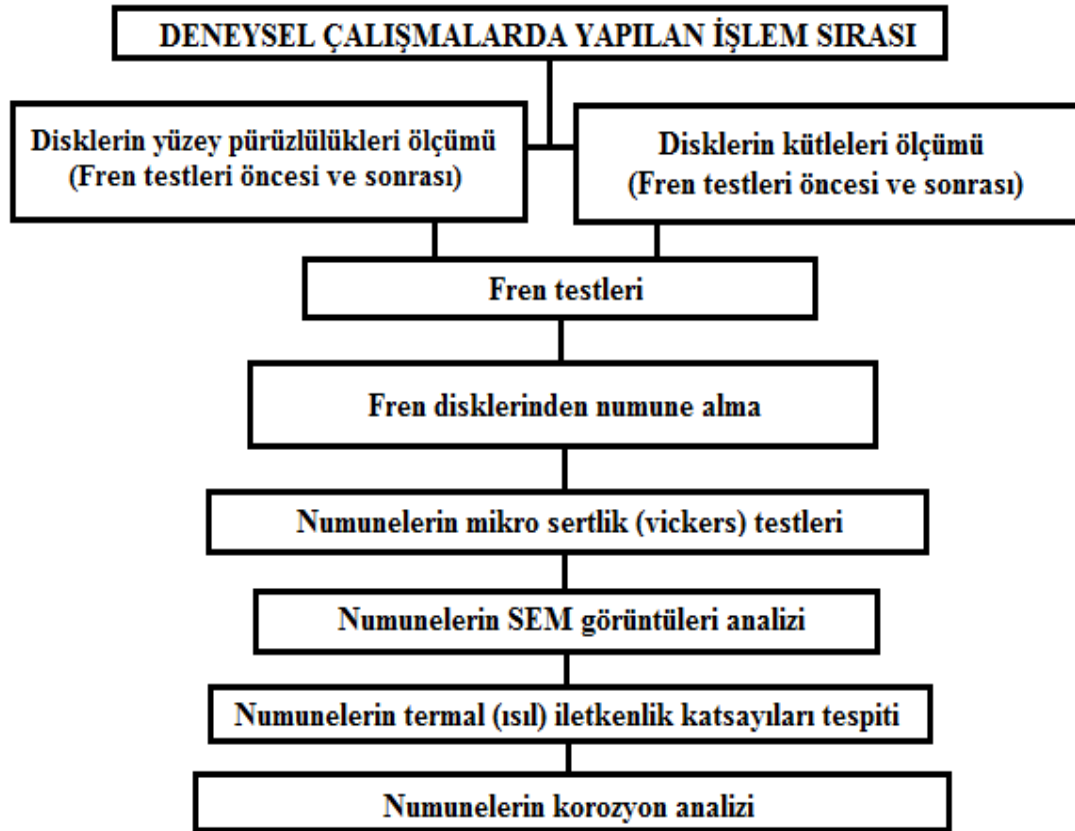 DENEYSEL ÇALIŞMALARDA YAPILAN İŞLEM SIRASI
Disklerin yüzey pürüzlülükleri ölçümü
(Fren testleri öncesi ve sonrası)
Disklerin kütleleri ölçümü
(Fren testleri öncesi ve sonrası)
Fren testleri
Fren disklerinden numune alma
Numunelerin mikro sertlik (vickers) testleri
Numunelerin SEM görüntüleri analizi
Numunelerin termal (ısıl) iletkenlik katsayıları tespiti
Numunelerin korozyon analizi